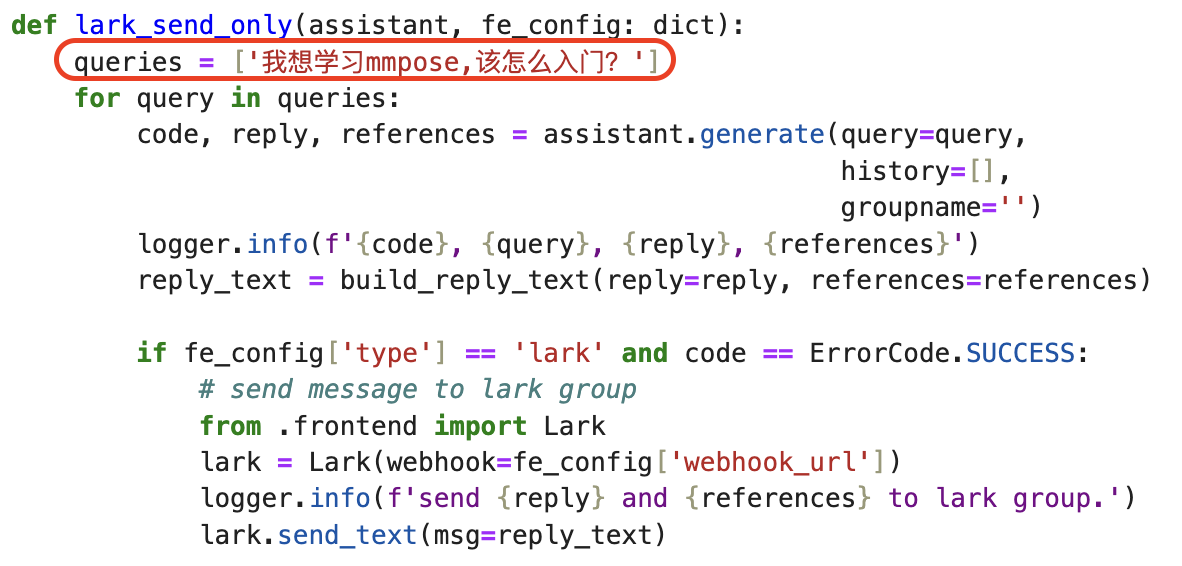 def lark_send_only(assistant, fe_config: dict):
    queries = ['我想学习mmpose,该怎么入门？']
    for query in queries:
        code, reply, references = assistant.generate(query=query,
                                                     history=[],
                                                     groupname='')
        logger.info(f'{code}, {query}, {reply}, {references}')
        reply_text = build_reply_text(reply=reply, references=references)

        if fe_config['type'] == 'lark' and code == ErrorCode.SUCCESS:
            # send message to lark group
            from .frontend import Lark
            lark = Lark(webhook=fe_config['webhook_url'])
            logger.info(f'send {reply} and {references} to lark group.')
            lark.send_text(msg=reply_text)